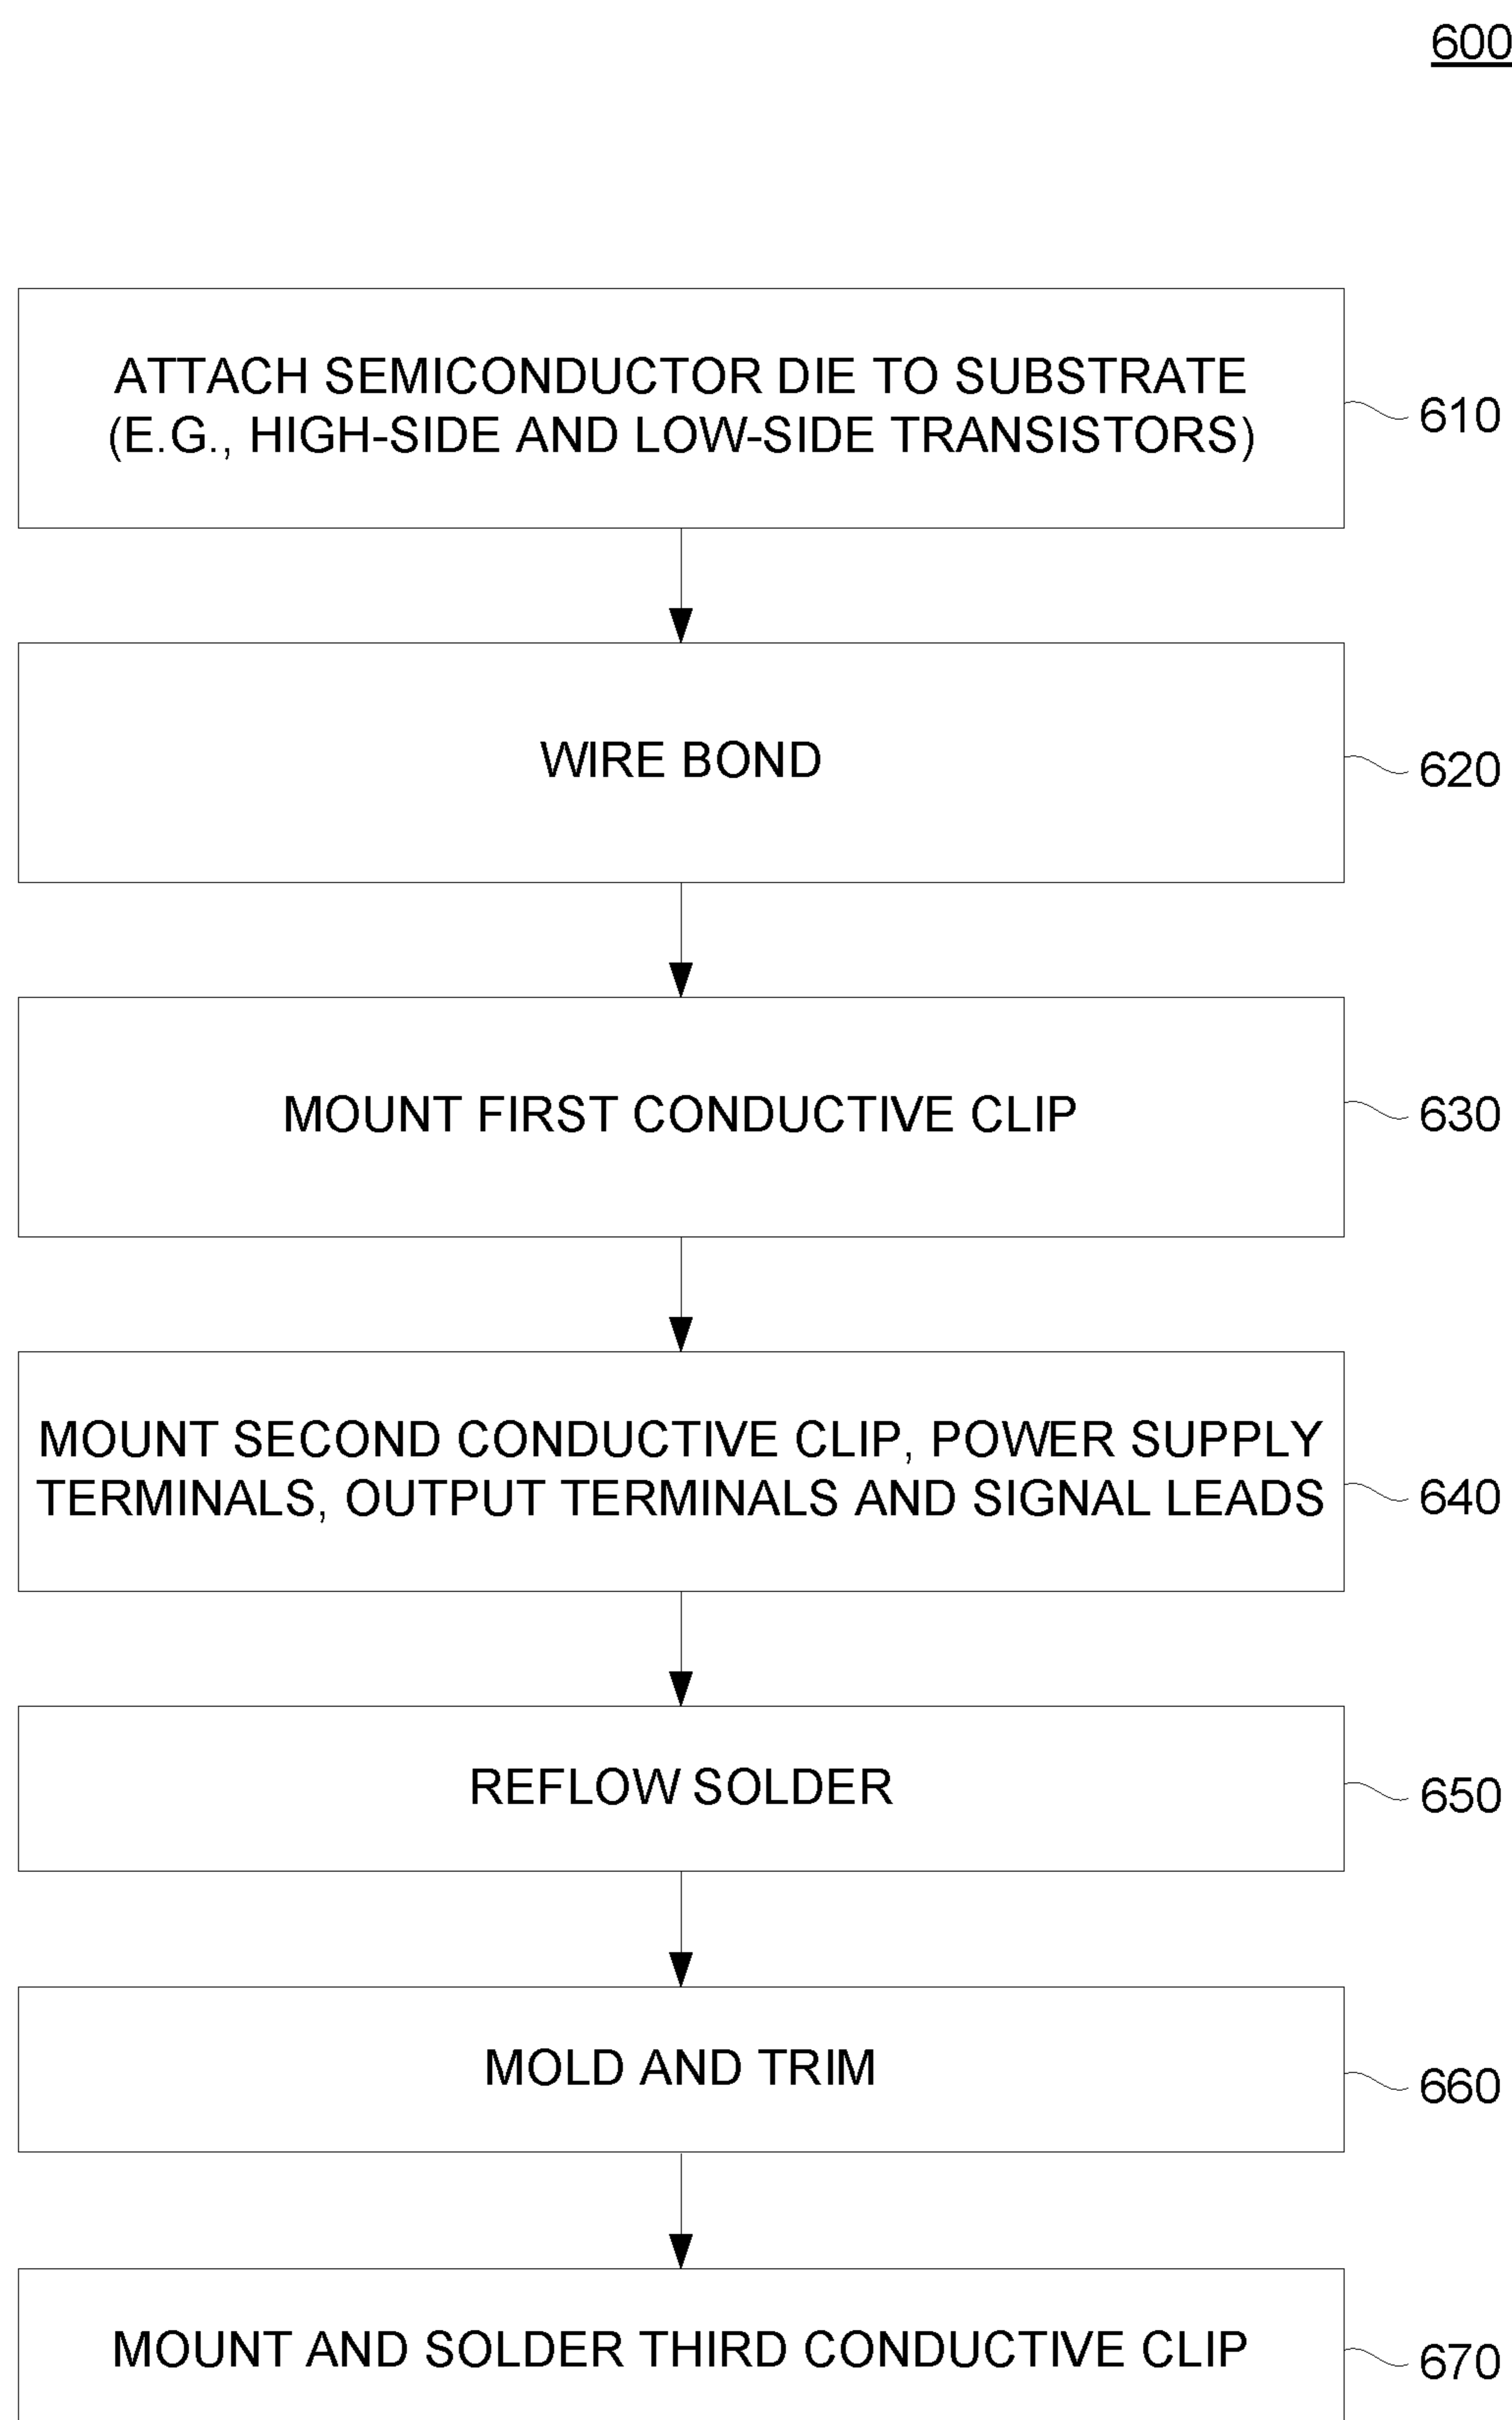 600
ATTACH SEMICONDUCTOR DIE TO SUBSTRATE
(E.G., HIGH-SIDE AND LOW-SIDE TRANSISTORS)
610
WIRE BOND
620
MOUNT FIRST CONDUCTIVE CLIP
630
MOUNT SECOND CONDUCTIVE CLIP, POWER SUPPLY
TERMINALS, OUTPUT TERMINALS AND SIGNAL LEADS
640
REFLOW SOLDER
650
MOLD AND TRIM
660
MOUNT AND SOLDER THIRD CONDUCTIVE CLIP
670